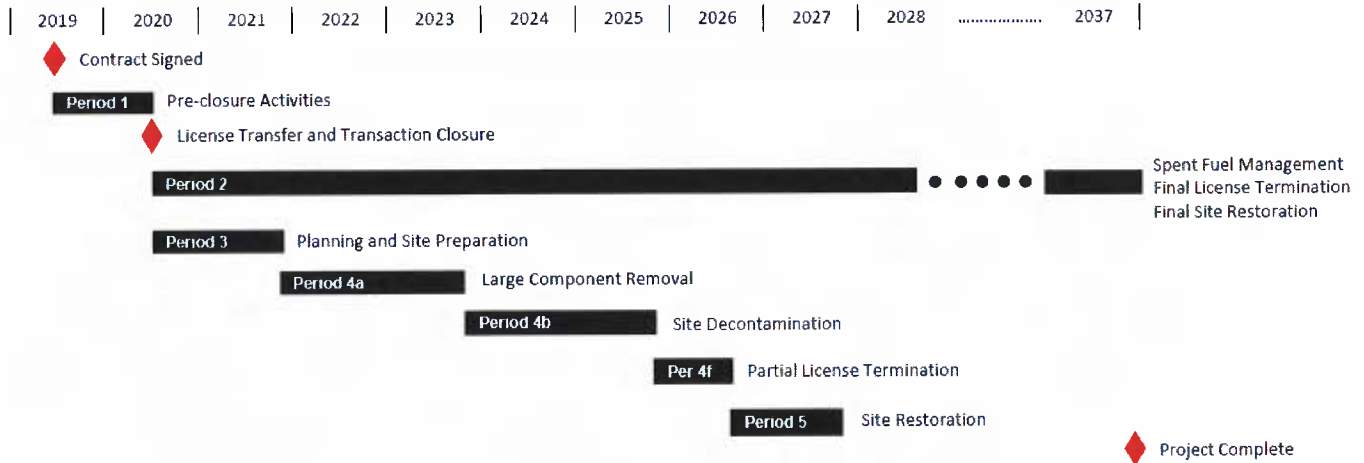 2019 2020 2021 2022 2023 2024 2025 2026 2027 2028 .................. 2037
Contract Signed
Period 1 Pre-closure Activities
License Transfer and Transaction Closure
Period 2
Spent Fuel Management
Final License Termination
Final Site Restoration
Period 3 Planning and Site Preparation
Period 4a Large Component Removal
Period 4b Site Decontamination
Per 4f Partial License Termination
Period 5 Site Restoration
Project Complete